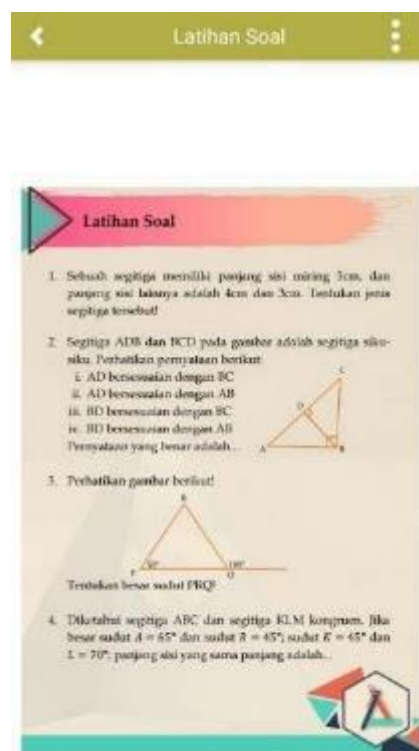 Latihan Soal
Latihan Soal
1. Sebuah segitiga memiliki panjang sisi miring 5cm, dan
panjang sisi lainnya adalah 4cm dan 3cm. Tentukan jenis
segitiga tersebut!
2. Segitiga ADB dan BCD pada gambar adalah segitiga siku-
siku. Perhatikan pernyataan berikut:
i. AD bersesuaian dengan BC
ii. AD bersesuaian dengan AB
iii. BD bersesuaian dengan BC
iv. BD bersesuaian dengan AB
Pernyataan yang benar adalah...
C
D
A
B
3. Perhatikan gambar berikut!
R
P
Q
Tentukan besar sudut PRQ!
4. Diketahui segitiga ABC dan segitiga KLM kongruen. Jika
besar sudut A = 65° dan sudut B = 45°; sudut K = 45° dan
L = 70°; panjang sisi yang sama panjang adalah...